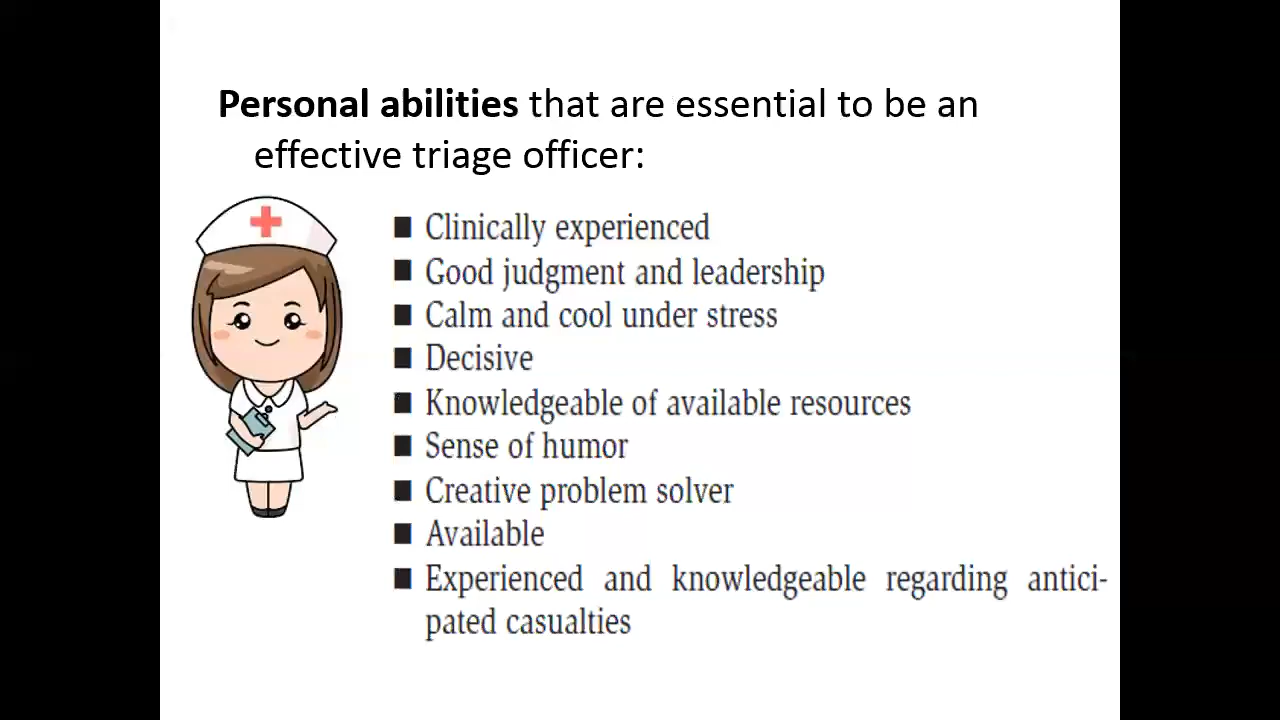 Personal abilities that are essential to be an
effective triage officer:
■ Clinically experienced
■ Good judgment and leadership
■ Calm and cool under stress
■ Decisive
■ Knowledgeable of available resources
■ Sense of humor
■ Creative problem solver
■ Available
■ Experienced and knowledgeable regarding antici-
pated casualties